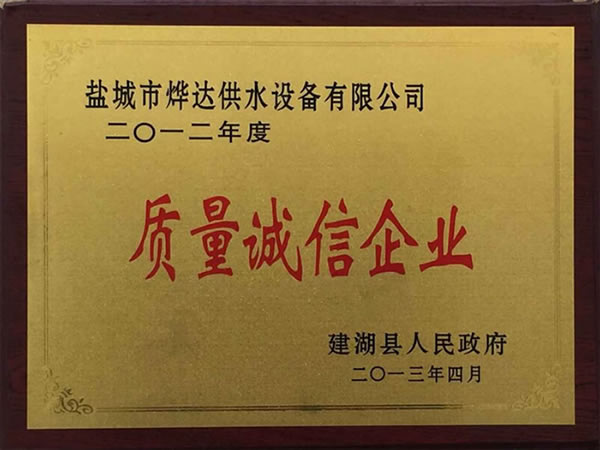 盐城市烨达供水设备有限公司
二〇一二年度
质量诚信企业
建湖县人民政府
二〇一三年四月